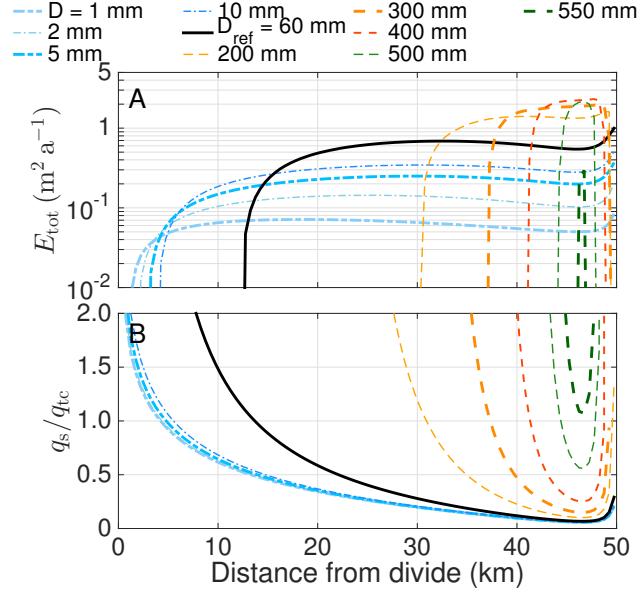 D = 1 mm 10 mm 300 mm 550 mm
2 mm D_ref = 60 mm 400 mm
5 mm 200 mm 500 mm
A
5
1
10⁻¹
10⁻²
E_tot (m² a⁻¹)
B
2.0
1.5
1.0
0.5
0
q_s/q_tc
0 10 20 30 40 50
Distance from divide (km)